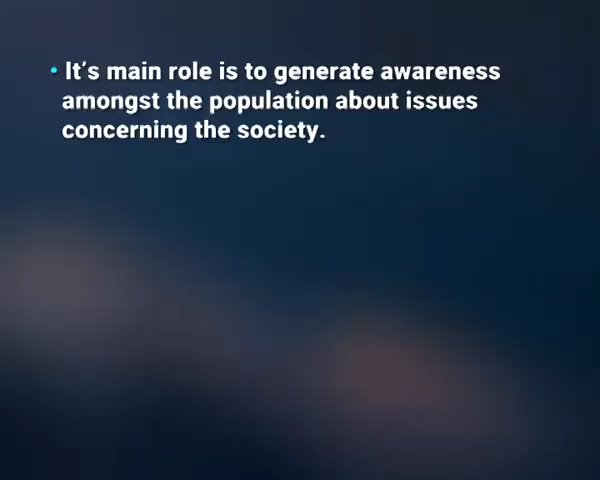 • It's main role is to generate awareness
amongst the population about issues
concerning the society.